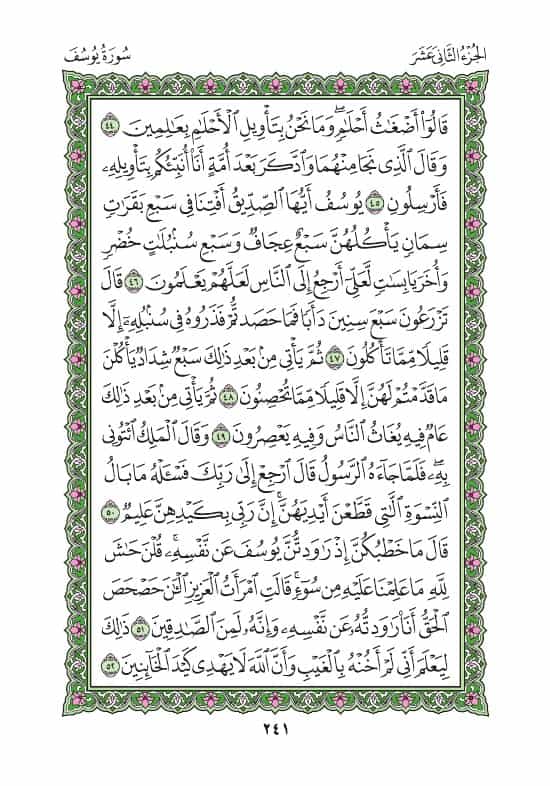 الجُزْءُ الثَّانِي عَشَرَ
سُورَةُ يُوسُفَ
قَالُوٓا۟ أَضْغَٰثُ أَحْلَٰمٍۢ ۖ وَمَا نَحْنُ بِتَأْوِيلِ ٱلْأَحْلَٰمِ بِعَٰلِمِينَ ٤٤
وَقَالَ ٱلَّذِى نَجَا مِنْهُمَا وَٱدَّكَرَ بَعْدَ أُمَّةٍ أَنَا۠ أُنَبِّئُكُم بِتَأْوِيلِهِۦ
فَأَرْسِلُونِ ٤٥ يُوسُفُ أَيُّهَا ٱلصِّدِّيقُ أَفْتِنَا فِى سَبْعِ بَقَرَٰتٍۢ
سِمَانٍۢ يَأْكُلُهُنَّ سَبْعٌ عِجَافٌۭ وَسَبْعِ سُنۢبُلَٰتٍ خُضْرٍۢ
وَأُخَرَ يَابِسَٰتٍۢ لَّعَلِّىٓ أَرْجِعُ إِلَى ٱلنَّاسِ لَعَلَّهُمْ يَعْلَمُونَ ٤٦ قَالَ
تَزْرَعُونَ سَبْعَ سِنِينَ دَأَبًۭا فَمَا حَصَدتُّمْ فَذَرُوهُ فِى سُنۢبُلِهِۦٓ إِلَّا
قَلِيلًۭا مِّمَّا تَأْكُلُونَ ٤٧ ثُمَّ يَأْتِى مِنۢ بَعْدِ ذَٰلِكَ سَبْعٌۭ شِدَادٌۭ يَأْكُلْنَ
مَا قَدَّمْتُمْ لَهُنَّ إِلَّا قَلِيلًۭا مِّمَّا تُحْصِنُونَ ٤٨ ثُمَّ يَأْتِى مِنۢ بَعْدِ ذَٰلِكَ
عَامٌۭ فِيهِ يُغَاثُ ٱلنَّاسُ وَفِيهِ يَعْصِرُونَ ٤٩ وَقَالَ ٱلْمَلِكُ ٱئْتُونِى
بِهِۦ ۖ فَلَمَّا جَآءَهُ ٱلرَّسُولُ قَالَ ٱرْجِعْ إِلَىٰ رَبِّكَ فَسْـَٔلْهُ مَا بَالُ
ٱلنِّسْوَةِ ٱلَّٰتِى قَطَّعْنَ أَيْدِيَهُنَّ ۚ إِنَّ رَبِّى بِكَيْدِهِنَّ عَلِيمٌۭ ٥٠
قَالَ مَا خَطْبُكُنَّ إِذْ رَٰوَدتُّنَّ يُوسُفَ عَن نَّفْسِهِۦ ۚ قُلْنَ حَٰشَ
لِلَّهِ مَا عَلِمْنَا عَلَيْهِ مِن سُوٓءٍۢ ۚ قَالَتِ ٱمْرَأَتُ ٱلْعَزِيزِ ٱلْـَٰٔنَ حَصْحَصَ
ٱلْحَقُّ أَنَا۠ رَٰوَدتُّهُۥ عَن نَّفْسِهِۦ وَإِنَّهُۥ لَمِنَ ٱلصَّٰدِقِينَ ٥١ ذَٰلِكَ
لِيَعْلَمَ أَنِّى لَمْ أَخُنْهُ بِٱلْغَيْبِ وَأَنَّ ٱللَّهَ لَا يَهْدِى كَيْدَ ٱلْخَآئِنِينَ ٥٢
٢٤١